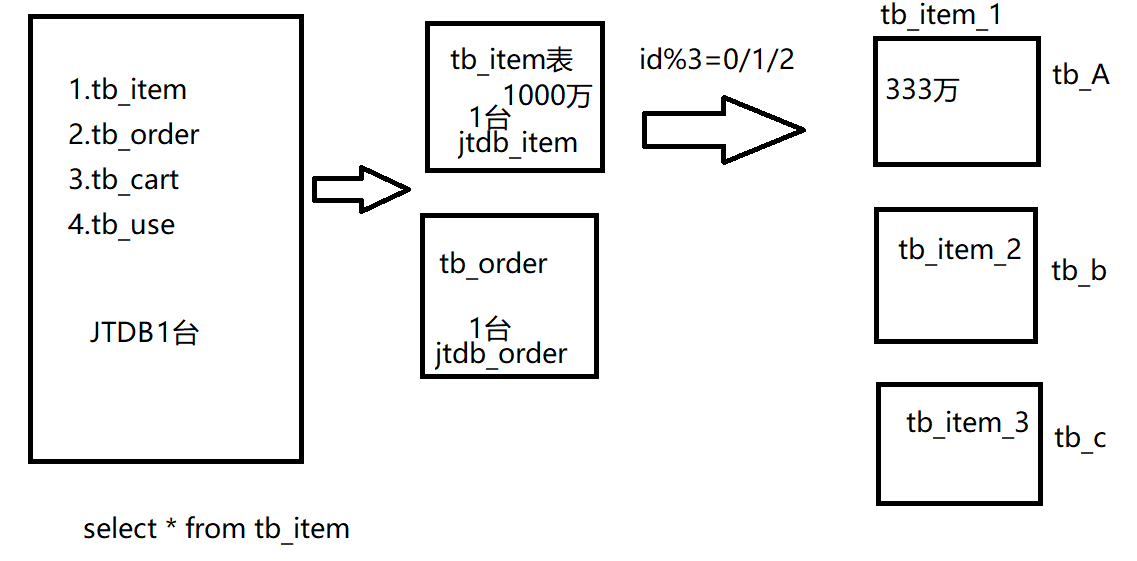 1.tb_item
2.tb_order
3.tb_cart
4.tb_use
JTDB1台
select * from tb_item
tb_item表
1000万
1台
jtdb_item
tb_order
1台
jtdb_order
id%3=0/1/2
tb_item_1
333万
tb_A
tb_item_2
tb_b
tb_item_3
tb_c